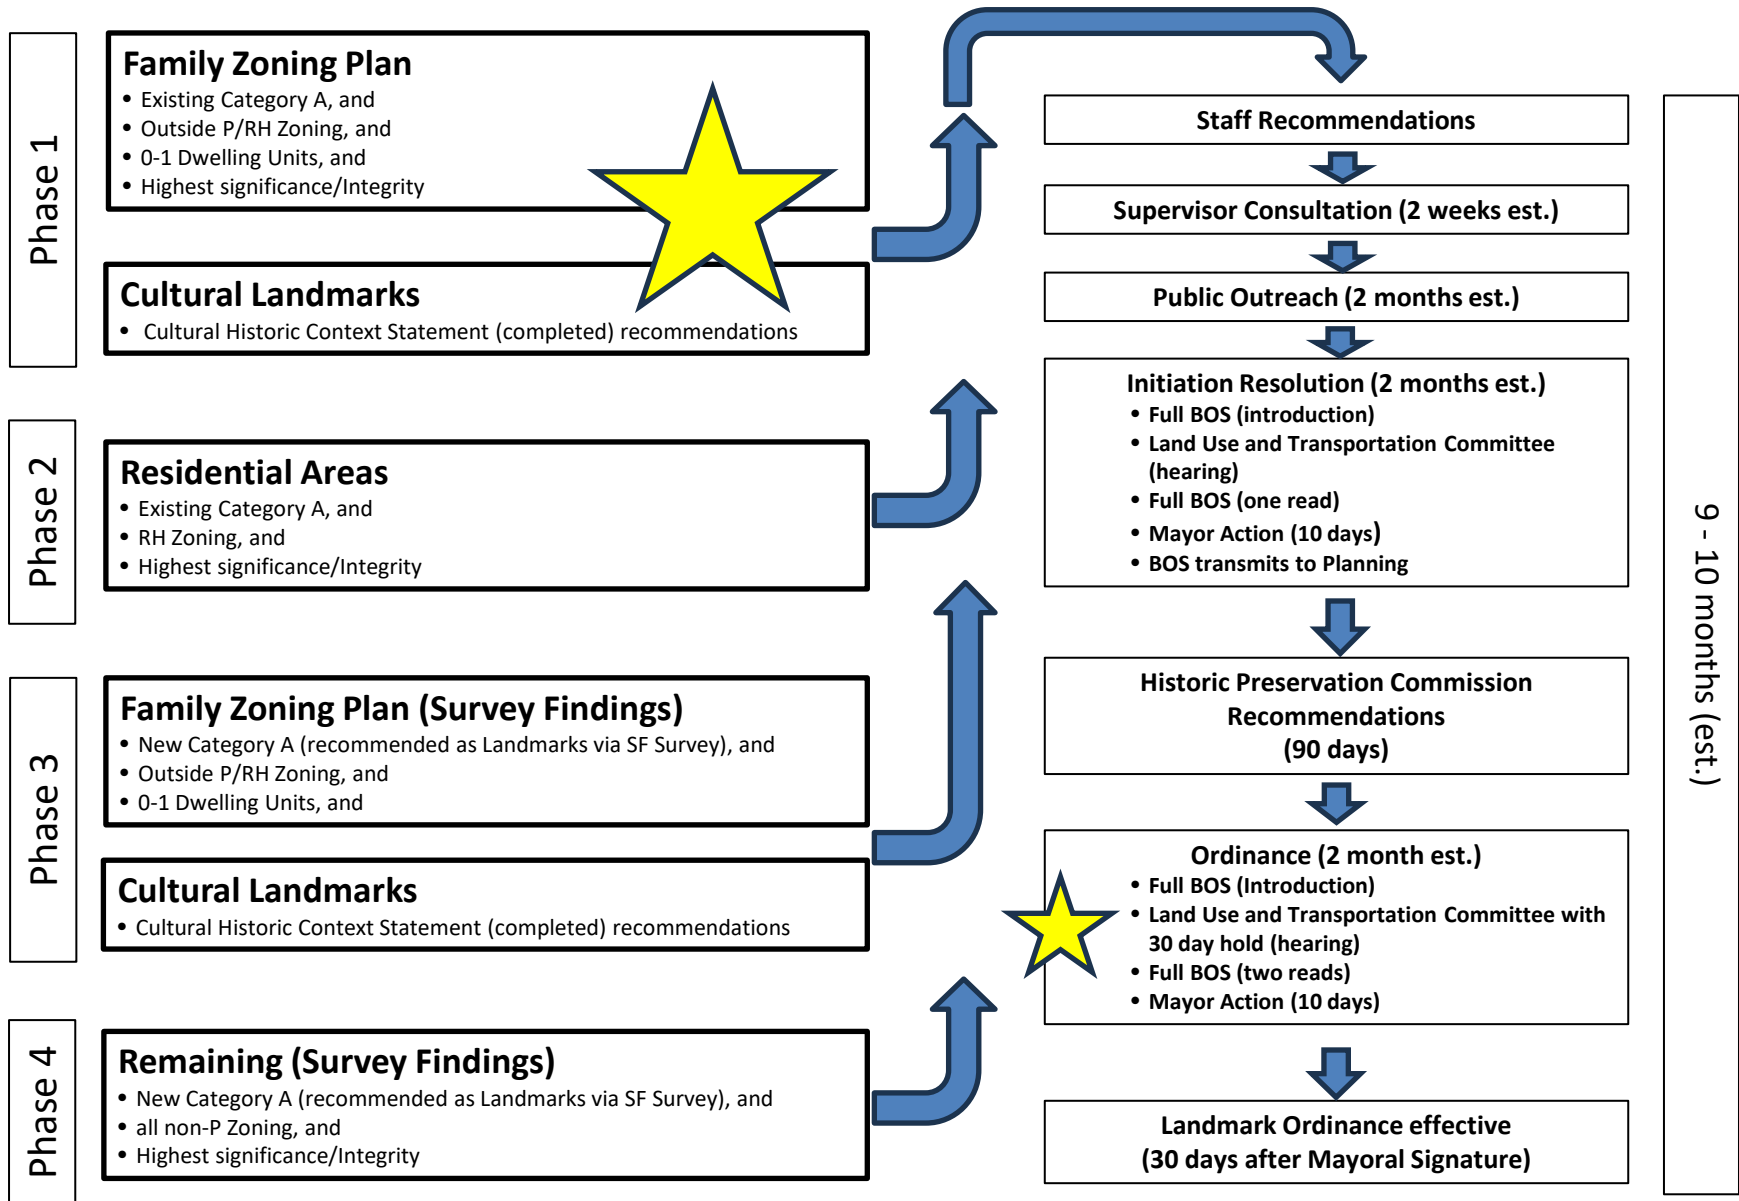 Phase 1
Family Zoning Plan
• Existing Category A, and
• Outside P/RH Zoning, and
• 0-1 Dwelling Units, and
• Highest significance/Integrity
Cultural Landmarks
• Cultural Historic Context Statement (completed) recommendations
Phase 2
Residential Areas
• Existing Category A, and
• RH Zoning, and
• Highest significance/Integrity
Phase 3
Family Zoning Plan (Survey Findings)
• New Category A (recommended as Landmarks via SF Survey), and
• Outside P/RH Zoning, and
• 0-1 Dwelling Units, and
Cultural Landmarks
• Cultural Historic Context Statement (completed) recommendations
Phase 4
Remaining (Survey Findings)
• New Category A (recommended as Landmarks via SF Survey), and
• all non-P Zoning, and
• Highest significance/Integrity
Staff Recommendations
Supervisor Consultation (2 weeks est.)
Public Outreach (2 months est.)
Initiation Resolution (2 months est.)
• Full BOS (introduction)
• Land Use and Transportation Committee
(hearing)
• Full BOS (one read)
• Mayor Action (10 days)
• BOS transmits to Planning
Historic Preservation Commission
Recommendations
(90 days)
Ordinance (2 month est.)
• Full BOS (Introduction)
• Land Use and Transportation Committee with
30 day hold (hearing)
• Full BOS (two reads)
• Mayor Action (10 days)
Landmark Ordinance effective
(30 days after Mayoral Signature)
9 - 10 months (est.)